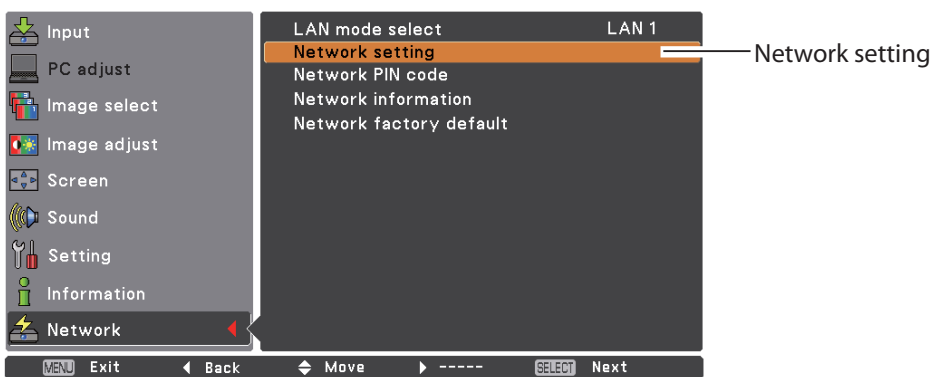 Input
PC adjust
Image select
Image adjust
Screen
Sound
Setting
Information
Network
LAN mode select LAN 1
Network setting
Network PIN code
Network information
Network factory default
Network setting
MENU Exit Back Move ----- SELECT Next